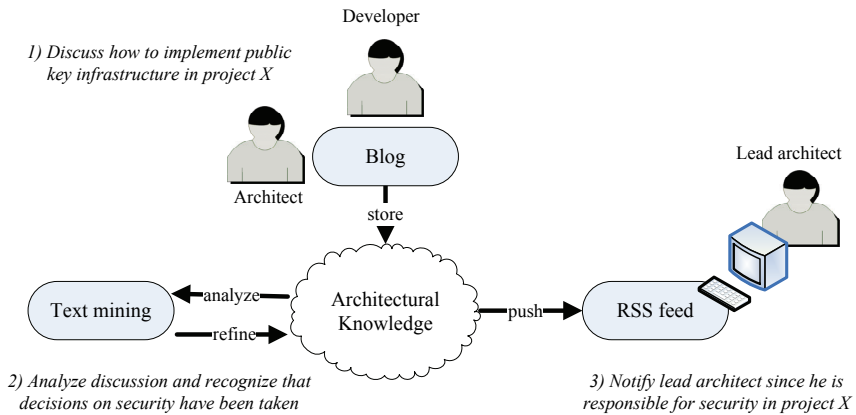 Developer
1) Discuss how to implement public
key infrastructure in project X
Blog
Architect
Lead architect
store
Text mining
analyze
refine
Architectural
Knowledge
push
RSS feed
2) Analyze discussion and recognize that
decisions on security have been taken
3) Notify lead architect since he is
responsible for security in project X